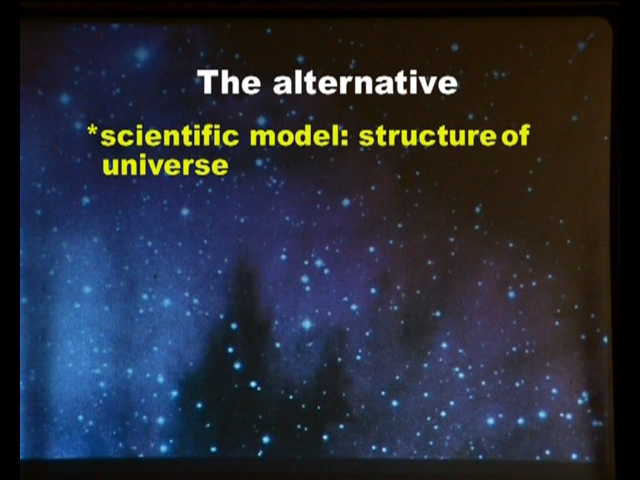 The alternative
*scientific model: structure of
universe